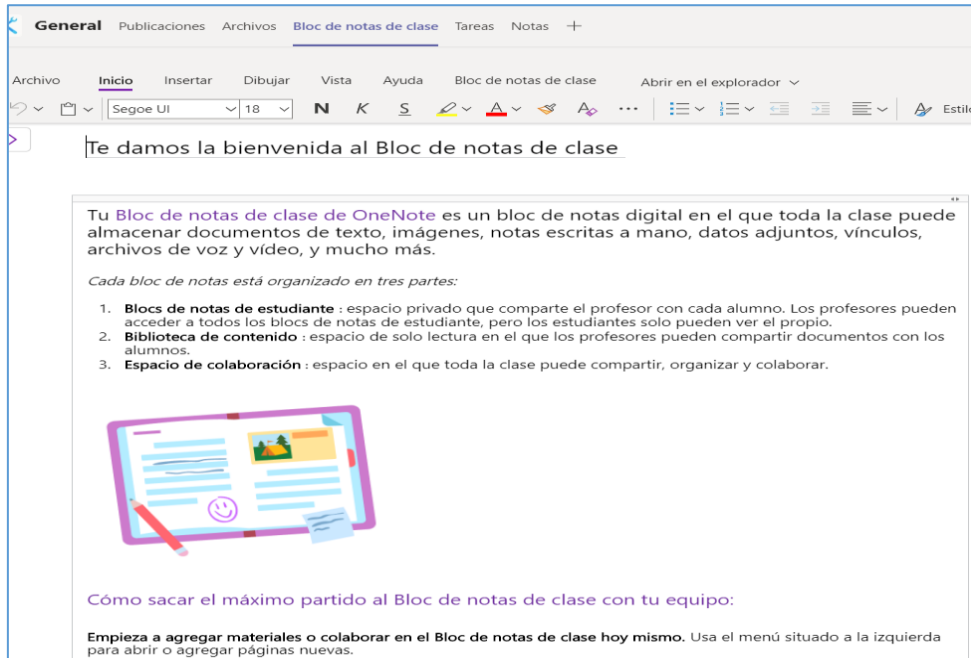 General Publicaciones Archivos Bloc de notas de clase Tareas Notas +
Archivo Inicio Insertar Dibujar Vista Ayuda Bloc de notas de clase Abrir en el explorador
Segoe UI 18 N K S A A Estilo
Te damos la bienvenida al Bloc de notas de clase
Tu Bloc de notas de clase de OneNote es un bloc de notas digital en el que toda la clase puede
almacenar documentos de texto, imágenes, notas escritas a mano, datos adjuntos, vínculos,
archivos de voz y vídeo, y mucho más.
Cada bloc de notas está organizado en tres partes:
1. Blocs de notas de estudiante : espacio privado que comparte el profesor con cada alumno. Los profesores pueden
acceder a todos los blocs de notas de estudiante, pero los estudiantes solo pueden ver el propio.
2. Biblioteca de contenido : espacio de solo lectura en el que los profesores pueden compartir documentos con los
alumnos.
3. Espacio de colaboración : espacio en el que toda la clase puede compartir, organizar y colaborar.
Cómo sacar el máximo partido al Bloc de notas de clase con tu equipo:
Empieza a agregar materiales o colaborar en el Bloc de notas de clase hoy mismo. Usa el menú situado a la izquierda
para abrir o agregar páginas nuevas.